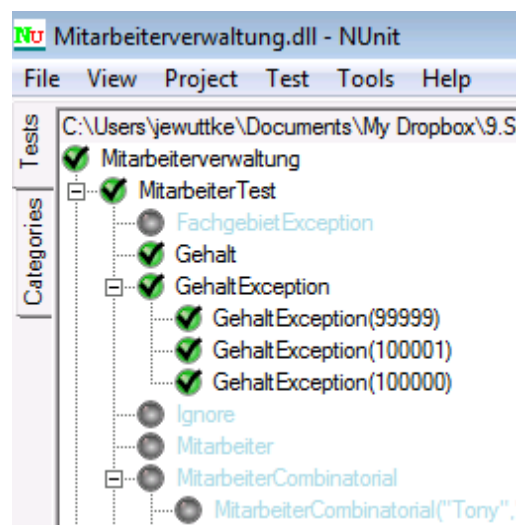 Nu Mitarbeiterverwaltung.dll - NUnit
File View Project Test Tools Help
Tests
Categories
C:\Users\jewuttke\Documents\My Dropbox\9.S
Mitarbeiterverwaltung
MitarbeiterTest
FachgebietException
Gehalt
GehaltException
GehaltException(99999)
GehaltException(100001)
GehaltException(100000)
Ignore
Mitarbeiter
MitarbeiterCombinatorial
MitarbeiterCombinatorial("Tony",